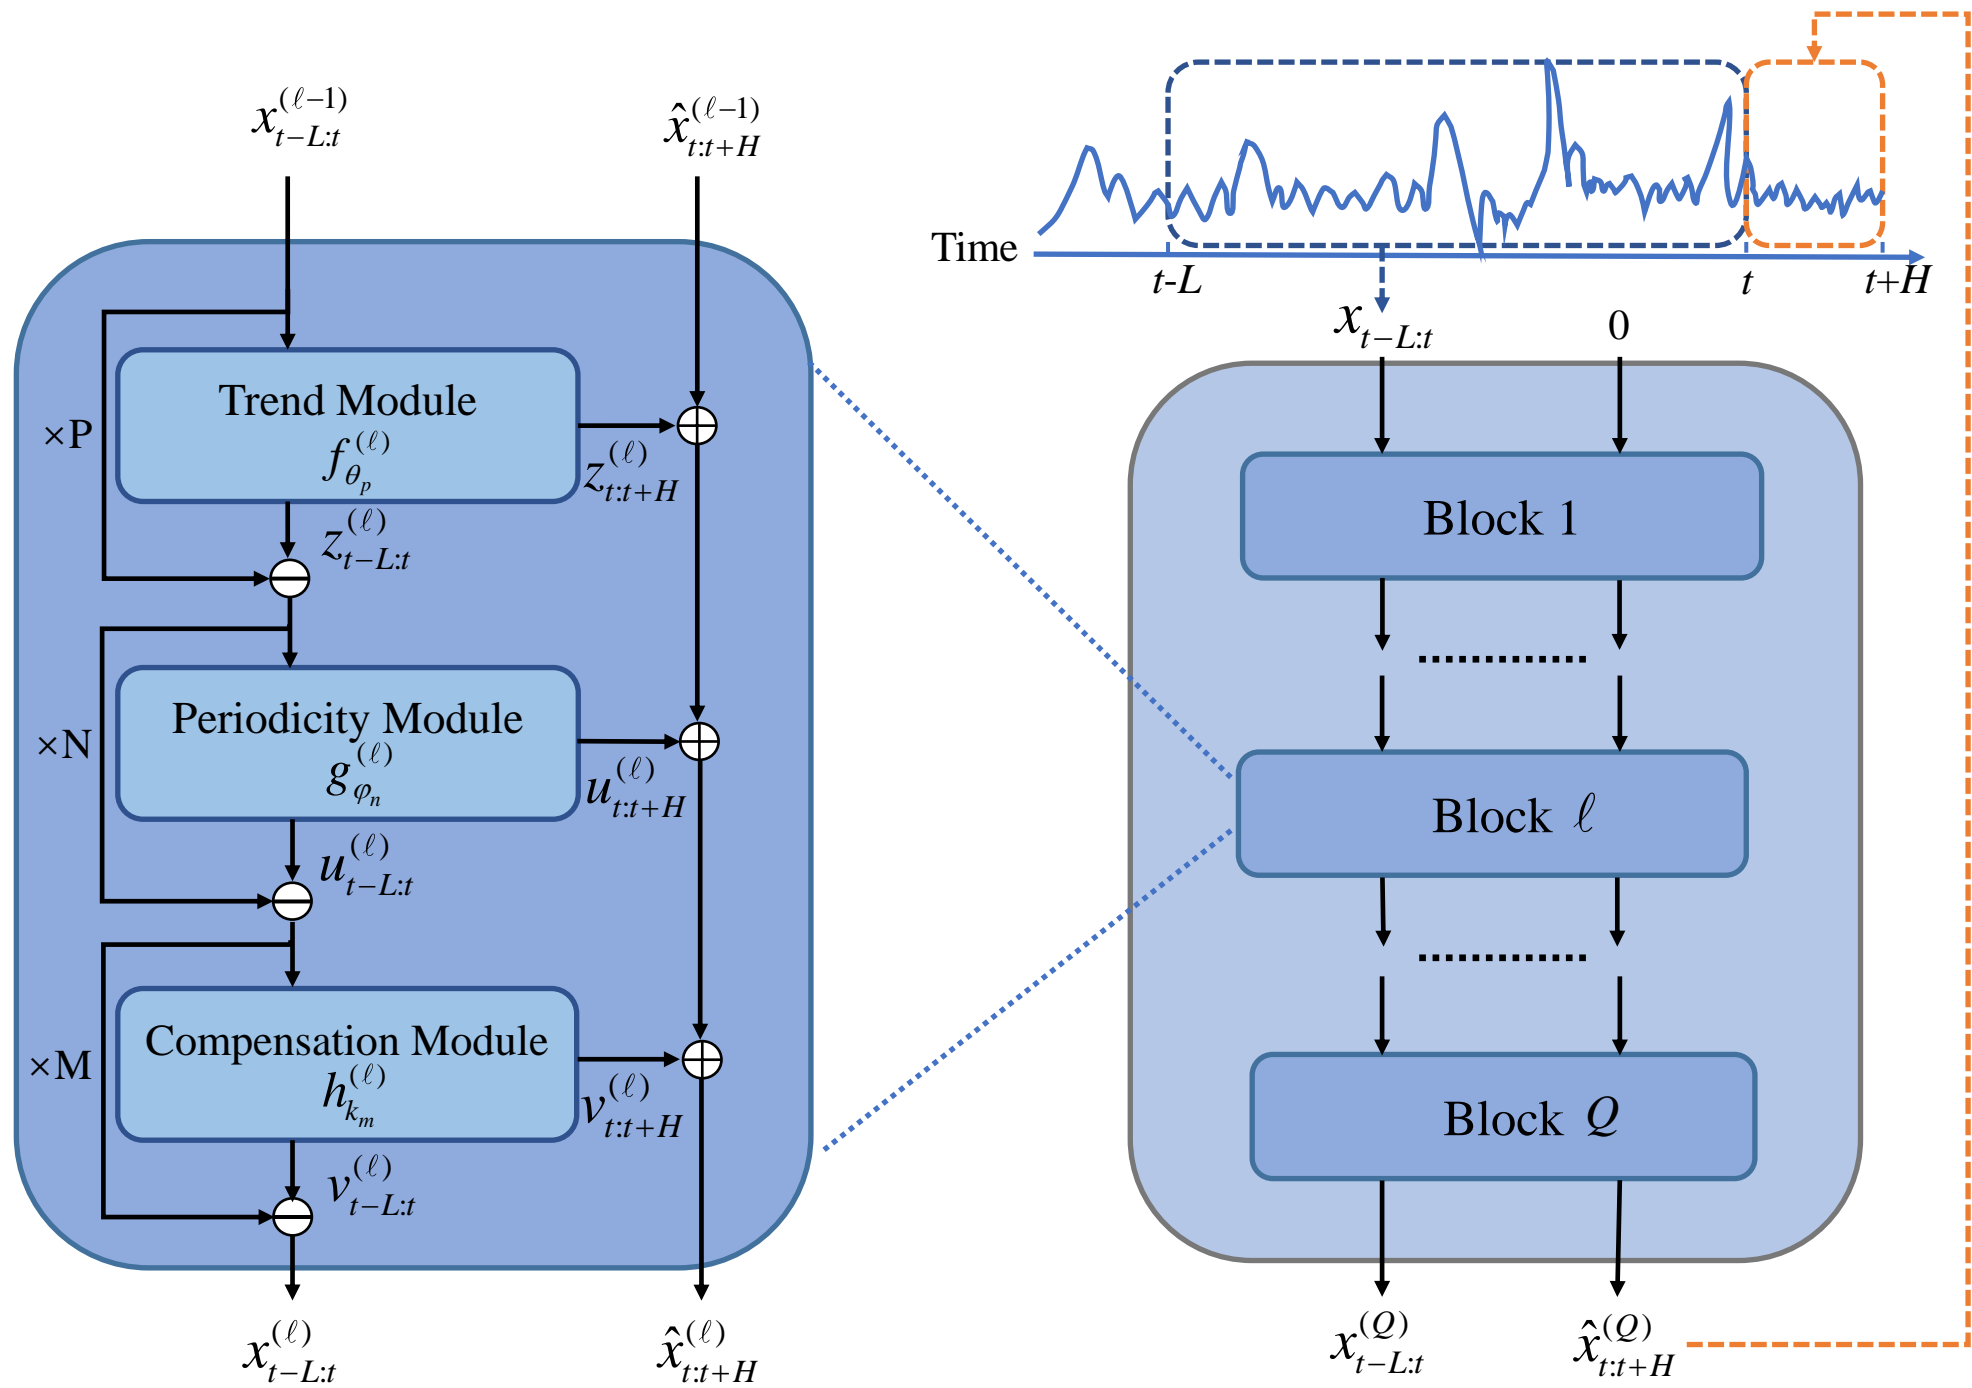 x_{t-L:t}^{(ℓ-1)}
x̂_{t:t+H}^{(ℓ-1)}
×P
Trend Module
f_{θ_p}^{(ℓ)}
z_{t:t+H}^{(ℓ)}
z_{t-L:t}^{(ℓ)}
×N
Periodicity Module
g_{φ_n}^{(ℓ)}
u_{t:t+H}^{(ℓ)}
u_{t-L:t}^{(ℓ)}
×M
Compensation Module
h_{k_m}^{(ℓ)}
v_{t:t+H}^{(ℓ)}
v_{t-L:t}^{(ℓ)}
x_{t-L:t}^{(ℓ)}
x̂_{t:t+H}^{(ℓ)}
Time
t-L
t
t+H
x_{t-L:t}
0
Block 1
Block ℓ
Block Q
x_{t-L:t}^{(Q)}
x̂_{t:t+H}^{(Q)}